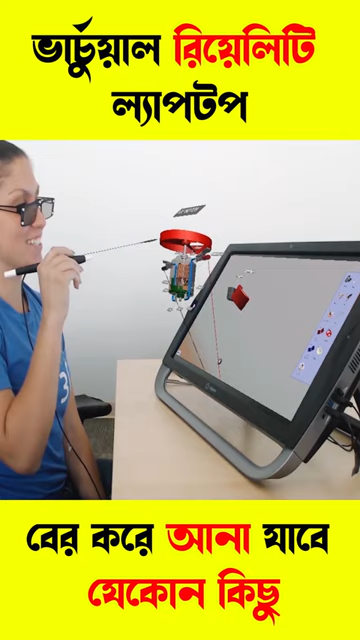 ভার্চুয়াল রিয়েলিটি
ল্যাপটপ
বের করে আনা যাবে
যেকোন কিছু